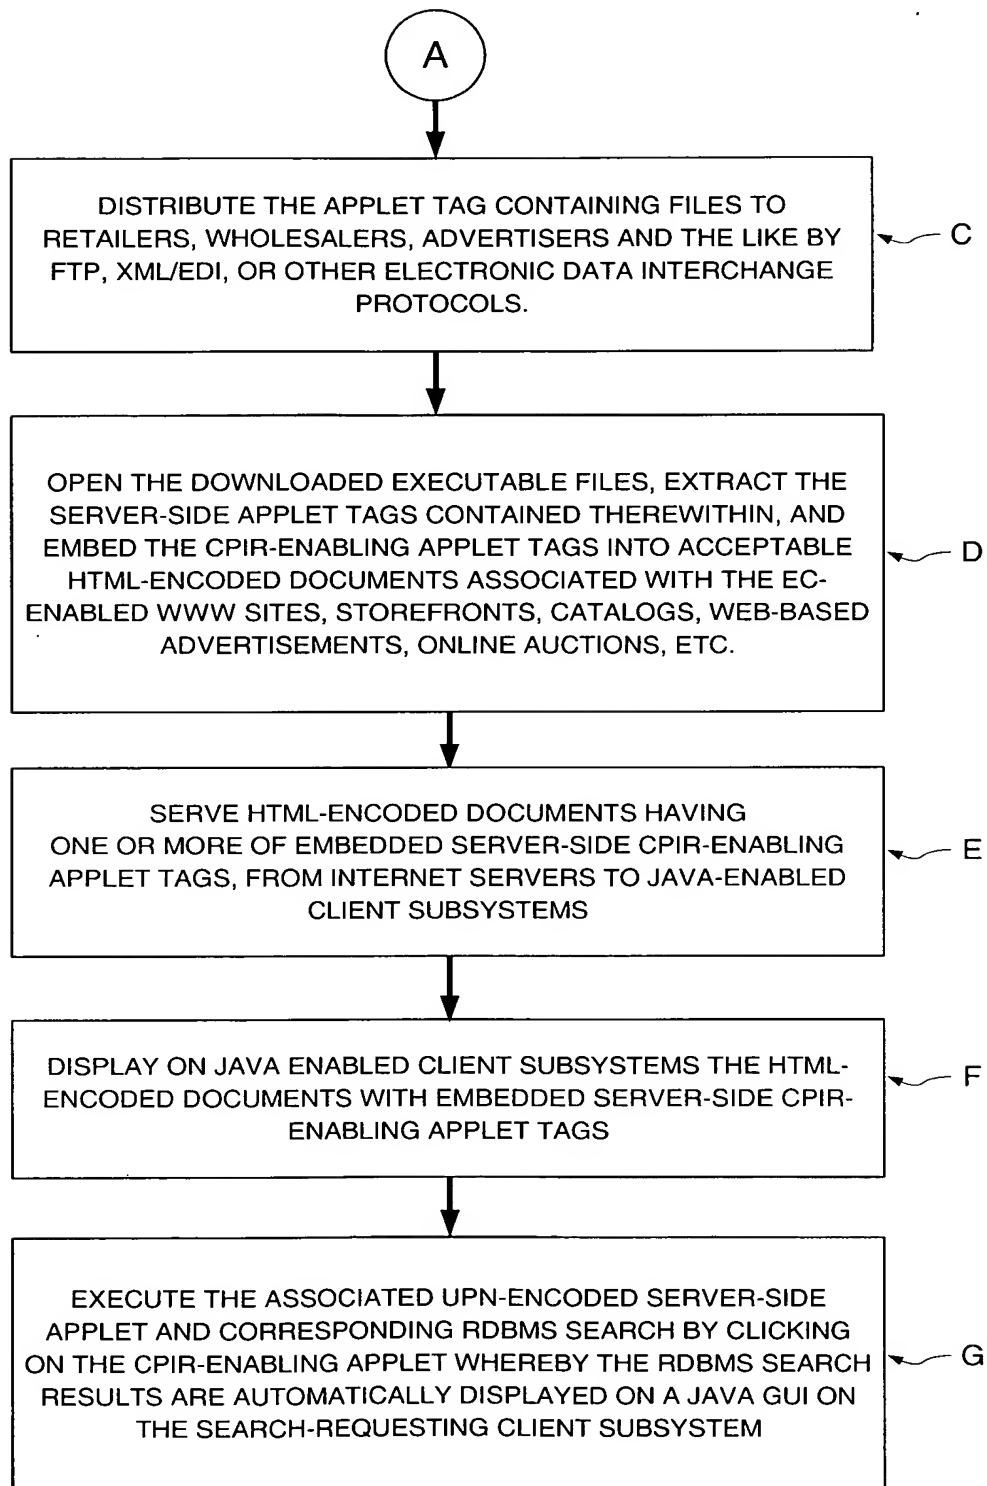 A
DISTRIBUTE THE APPLET TAG CONTAINING FILES TO
RETAILERS, WHOLESALERS, ADVERTISERS AND THE LIKE BY
FTP, XML/EDI, OR OTHER ELECTRONIC DATA INTERCHANGE
PROTOCOLS.
C
OPEN THE DOWNLOADED EXECUTABLE FILES, EXTRACT THE
SERVER-SIDE APPLET TAGS CONTAINED THEREWITHIN, AND
EMBED THE CPIR-ENABLING APPLET TAGS INTO ACCEPTABLE
HTML-ENCODED DOCUMENTS ASSOCIATED WITH THE EC-
ENABLED WWW SITES, STOREFRONTS, CATALOGS, WEB-BASED
ADVERTISEMENTS, ONLINE AUCTIONS, ETC.
D
SERVE HTML-ENCODED DOCUMENTS HAVING
ONE OR MORE OF EMBEDDED SERVER-SIDE CPIR-ENABLING
APPLET TAGS, FROM INTERNET SERVERS TO JAVA-ENABLED
CLIENT SUBSYSTEMS
E
DISPLAY ON JAVA ENABLED CLIENT SUBSYSTEMS THE HTML-
ENCODED DOCUMENTS WITH EMBEDDED SERVER-SIDE CPIR-
ENABLING APPLET TAGS
F
EXECUTE THE ASSOCIATED UPN-ENCODED SERVER-SIDE
APPLET AND CORRESPONDING RDBMS SEARCH BY CLICKING
ON THE CPIR-ENABLING APPLET WHEREBY THE RDBMS SEARCH
RESULTS ARE AUTOMATICALLY DISPLAYED ON A JAVA GUI ON
THE SEARCH-REQUESTING CLIENT SUBSYSTEM
G